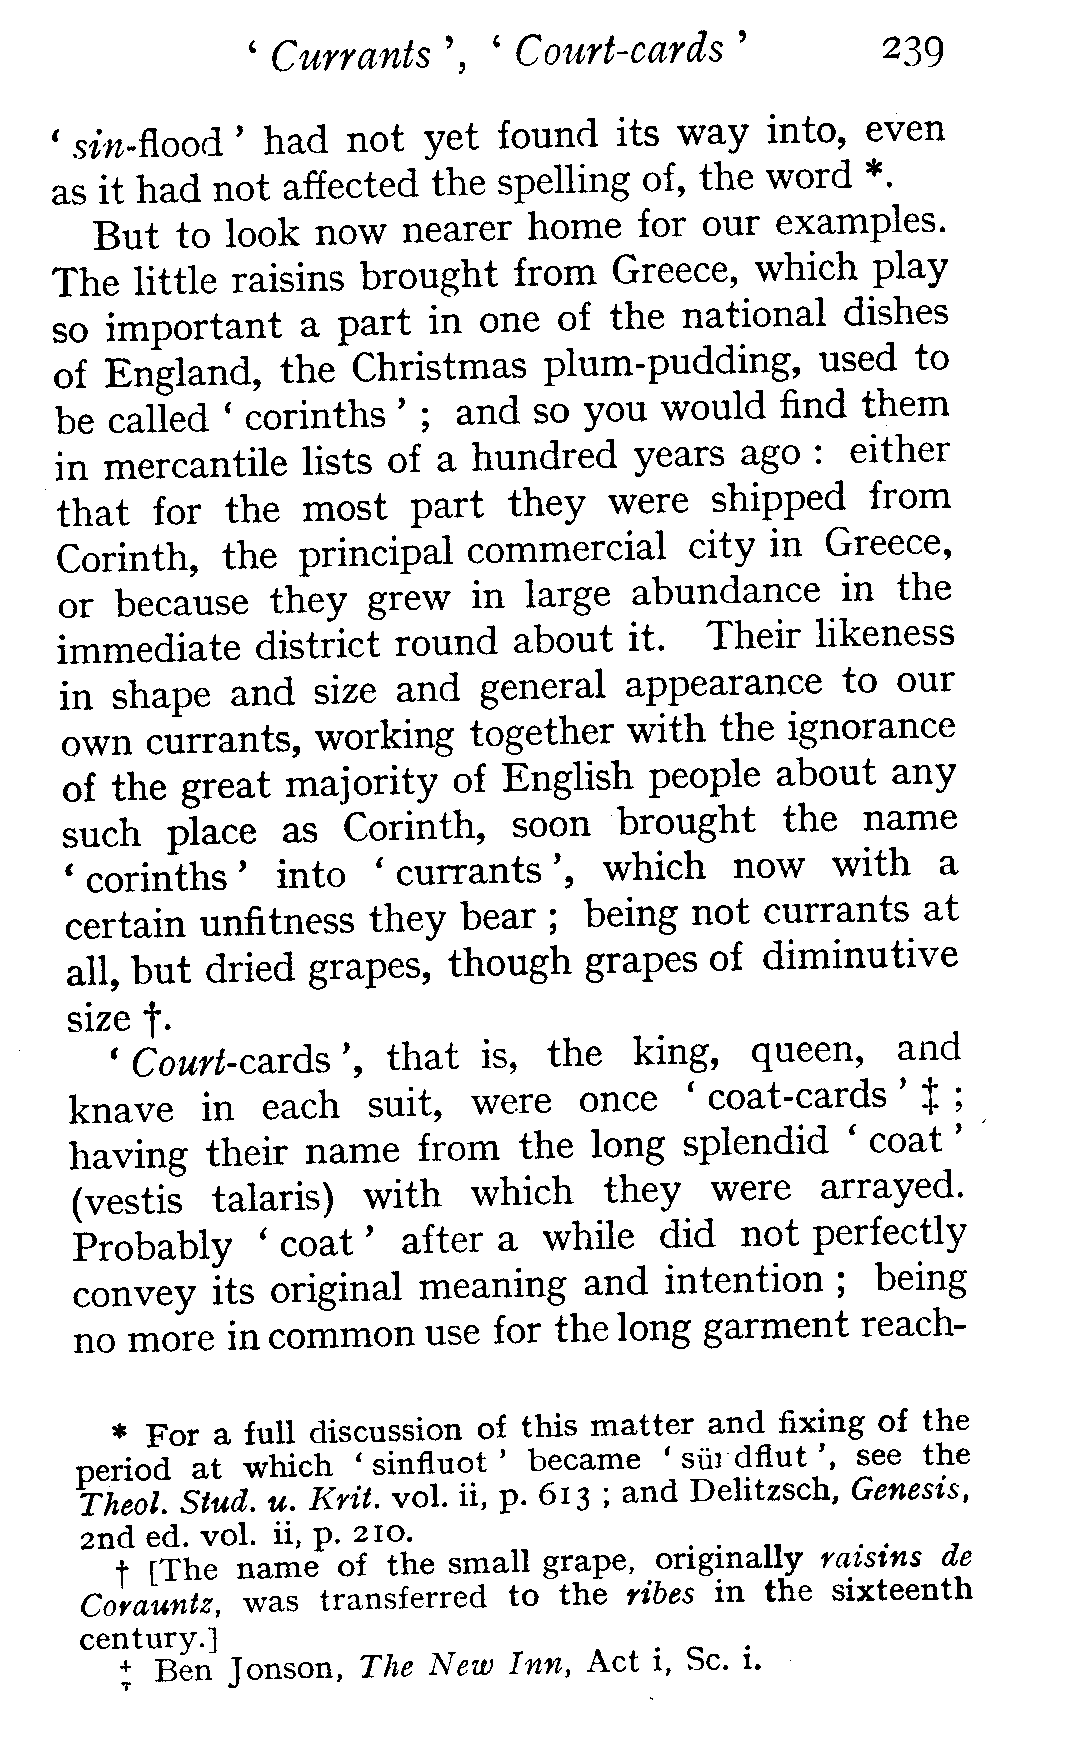 ‘ Currants ’, ‘ Court-cards ’ 239
‘ sin-flood ’ had not yet found its way into, even
as it had not affected the spelling of, the word *.
But to look now nearer home for our examples.
The little raisins brought from Greece, which play
so important a part in one of the national dishes
of England, the Christmas plum-pudding, used to
be called ‘ corinths ’ ; and so you would find them
in mercantile lists of a hundred years ago : either
that for the most part they were shipped from
Corinth, the principal commercial city in Greece,
or because they grew in large abundance in the
immediate district round about it. Their likeness
in shape and size and general appearance to our
own currants, working together with the ignorance
of the great majority of English people about any
such place as Corinth, soon brought the name
‘ corinths ’ into ‘ currants ’, which now with a
certain unfitness they bear ; being not currants at
all, but dried grapes, though grapes of diminutive
size †.
‘ Court-cards ’, that is, the king, queen, and
knave in each suit, were once ‘ coat-cards ’ ‡ ;
having their name from the long splendid ‘ coat ’
(vestis talaris) with which they were arrayed.
Probably ‘ coat ’ after a while did not perfectly
convey its original meaning and intention ; being
no more in common use for the long garment reach-
* For a full discussion of this matter and fixing of the
period at which ‘ sinfluot ’ became ‘ sündflut ’, see the
Theol. Stud. u. Krit. vol. ii, p. 613 ; and Delitzsch, Genesis,
2nd ed. vol. ii, p. 210.
† [The name of the small grape, originally raisins de
Corauntz, was transferred to the ribes in the sixteenth
century.]
‡ Ben Jonson, The New Inn, Act i, Sc. i.